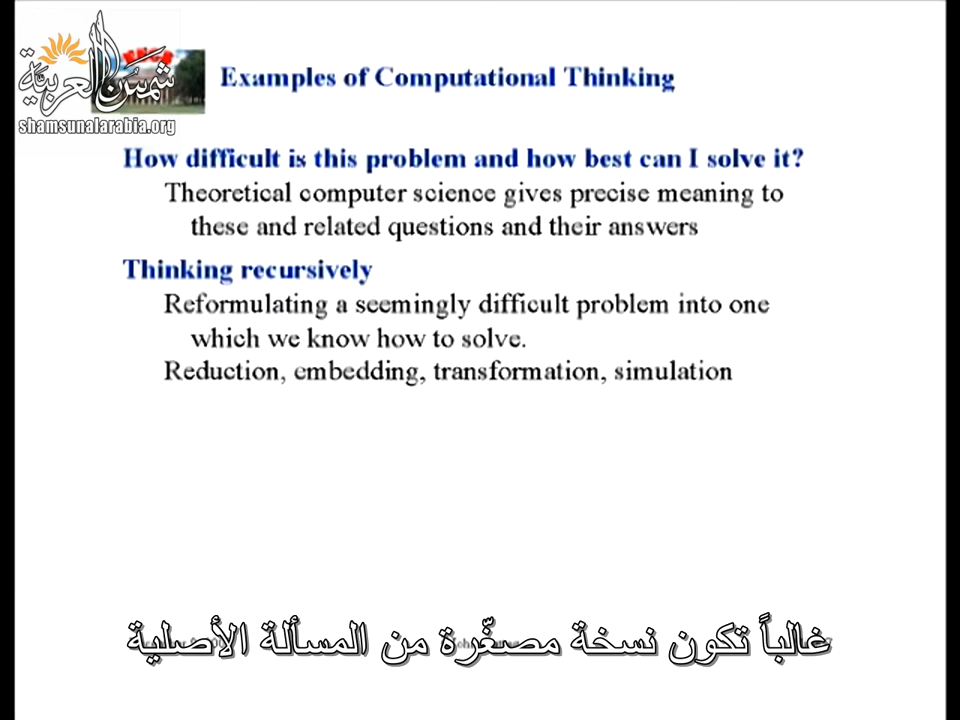 شمس العربية
shamsunalarabia.org
Examples of Computational Thinking
How difficult is this problem and how best can I solve it?
Theoretical computer science gives precise meaning to
these and related questions and their answers
Thinking recursively
Reformulating a seemingly difficult problem into one
which we know how to solve.
Reduction, embedding, transformation, simulation
غالباً تكون نسخة مصغّرة من المسألة الأصلية